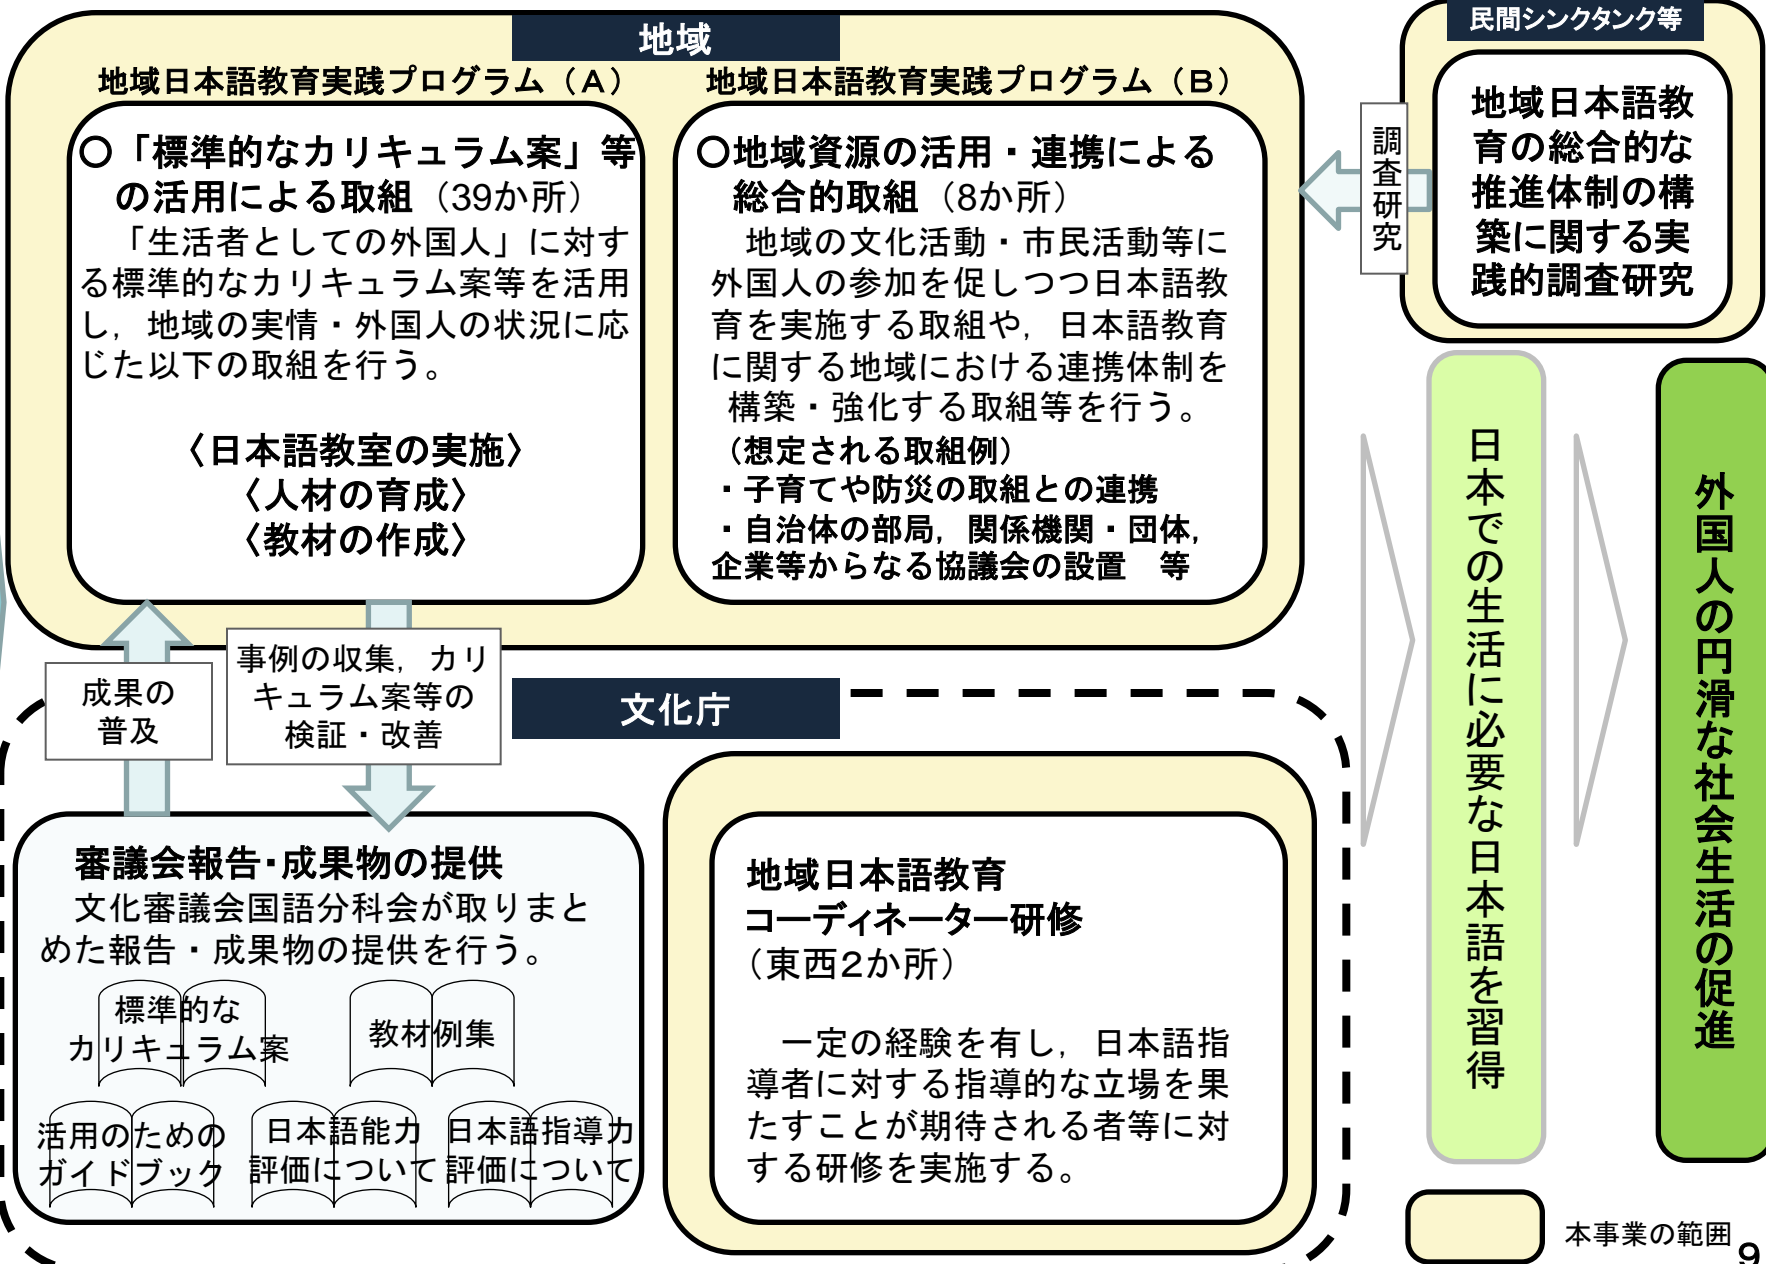 地域
地域日本語教育実践プログラム（Ａ）
○「標準的なカリキュラム案」等
の活用による取組（39か所）
「生活者としての外国人」に対す
る標準的なカリキュラム案等を活用
し，地域の実情・外国人の状況に応
じた以下の取組を行う。
〈日本語教室の実施〉
〈人材の育成〉
〈教材の作成〉
地域日本語教育実践プログラム（Ｂ）
○地域資源の活用・連携による
総合的取組（8か所）
地域の文化活動・市民活動等に
外国人の参加を促しつつ日本語教
育を実施する取組や，日本語教育
に関する地域における連携体制を
構築・強化する取組等を行う。
（想定される取組例）
・子育てや防災の取組との連携
・自治体の部局，関係機関・団体，
企業等からなる協議会の設置　等
民間シンクタンク等
地域日本語教
育の総合的な
推進体制の構
築に関する実
践的調査研究
調査研究
成果の
普及
事例の収集，カリ
キュラム案等の
検証・改善
文化庁
審議会報告・成果物の提供
文化審議会国語分科会が取りまと
めた報告・成果物の提供を行う。
標準的な
カリキュラム案
教材例集
活用のための
ガイドブック
日本語能力
評価について
日本語指導力
評価について
地域日本語教育
コーディネーター研修
（東西２か所）
一定の経験を有し，日本語指
導者に対する指導的な立場を果
たすことが期待される者等に対
する研修を実施する。
日本での生活に必要な日本語を習得
外国人の円滑な社会生活の促進
本事業の範囲
9